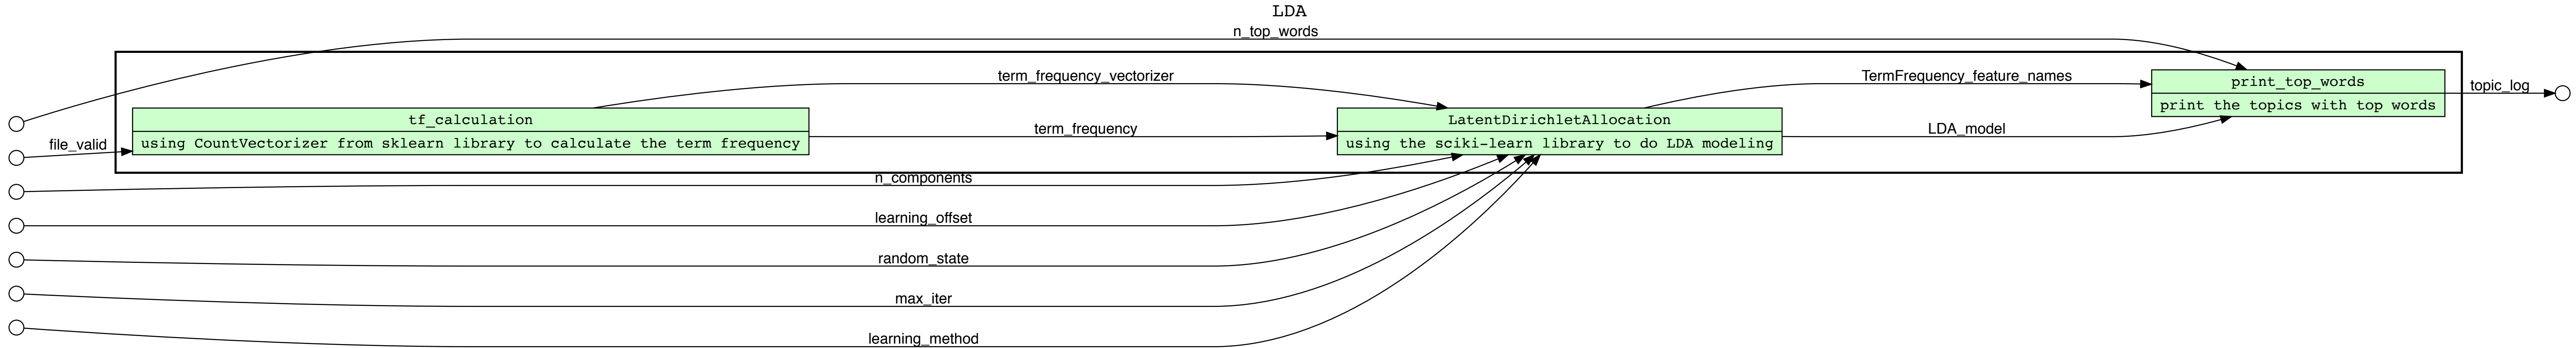 LDA
n_top_words
term_frequency_vectorizer
TermFrequency_feature_names
print_top_words
topic_log
print the topics with top words
tf_calculation
LatentDirichletAllocation
file_valid
term_frequency
LDA_model
using CountVectorizer from sklearn library to calculate the term frequency
using the sciki-learn library to do LDA modeling
n_components
learning_offset
random_state
max_iter
learning_method